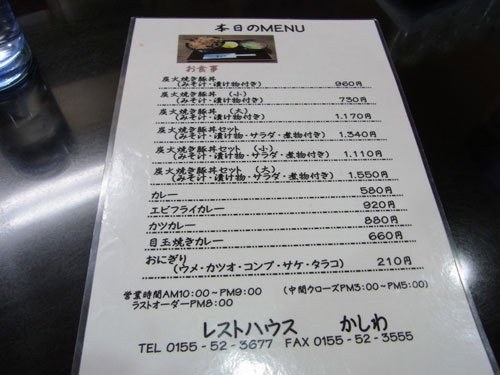 本日のMENU
お食事
炭火焼き豚丼
(みそ汁・漬け物付き) 960円
炭火焼き豚丼 (小)
(みそ汁・漬け物付き) 730円
炭火焼き豚丼 (大)
(みそ汁・漬け物付き) 1,170円
炭火焼き豚丼セット
(みそ汁・漬け物・サラダ・煮物付き) 1,340円
炭火焼き豚丼セット (小)
(みそ汁・漬け物・サラダ・煮物付き) 1,110円
炭火焼き豚丼セット (大)
(みそ汁・漬け物・サラダ・煮物付き) 1,550円
カレー 580円
エビフライカレー 920円
カツカレー 880円
目玉焼きカレー 660円
おにぎり
(ウメ・カツオ・コンブ・サケ・タラコ) 210円
営業時間AM10:00~PM9:00 (中間クローズPM3:00~PM5:00)
ラストオーダーPM8:00
レストハウス かしわ
TEL 0155-52-3677 FAX 0155-52-3555